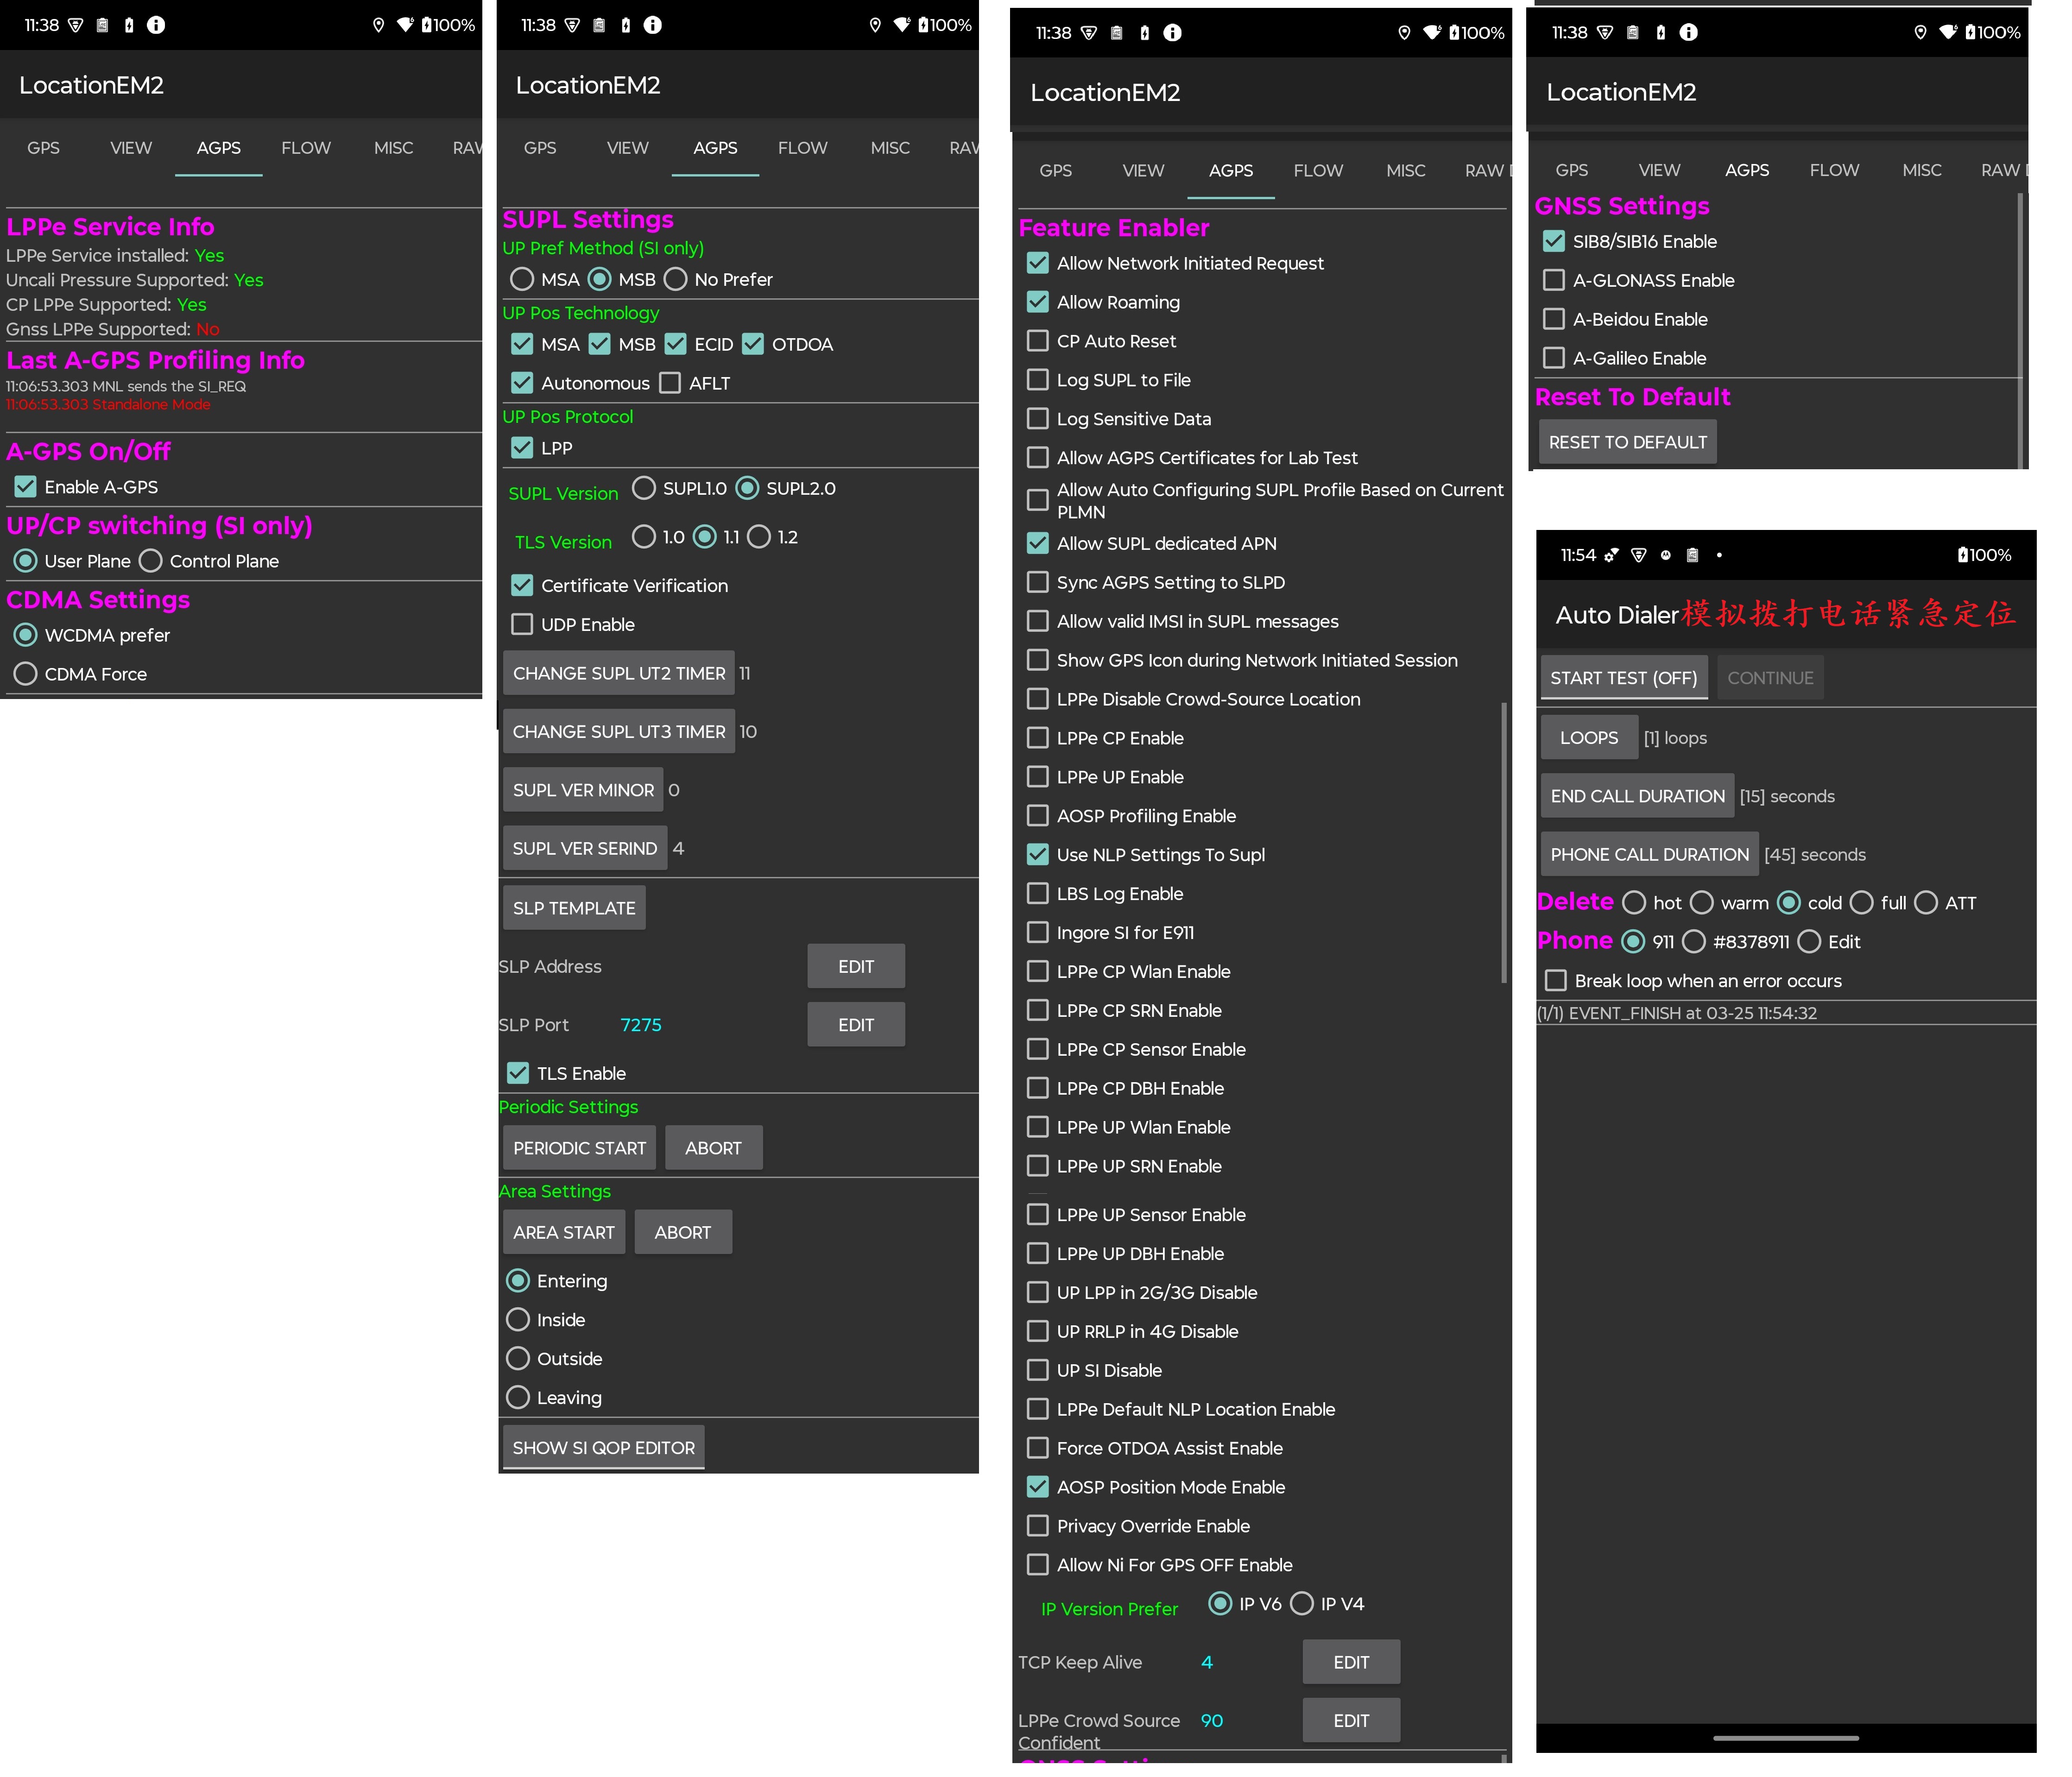 11:38 100%
LocationEM2
GPS VIEW AGPS FLOW MISC RAW
LPPe Service Info
LPPe Service installed: Yes
Uncali Pressure Supported: Yes
CP LPPe Supported: Yes
Gnss LPPe Supported: No
Last A-GPS Profiling Info
11:06:53.303 MNL sends the SI_REQ
11:06:53.303 Standalone Mode
A-GPS On/Off
Enable A-GPS
UP/CP switching (SI only)
User Plane Control Plane
CDMA Settings
WCDMA prefer
CDMA Force
11:38 100%
LocationEM2
GPS VIEW AGPS FLOW MISC RAW
SUPL Settings
UP Pref Method (SI only)
MSA MSB No Prefer
UP Pos Technology
MSA MSB ECID OTDOA
Autonomous AFLT
UP Pos Protocol
LPP
SUPL Version SUPL1.0 SUPL2.0
TLS Version 1.0 1.1 1.2
Certificate Verification
UDP Enable
CHANGE SUPL UT2 TIMER 11
CHANGE SUPL UT3 TIMER 10
SUPL VER MINOR 0
SUPL VER SERIND 4
SLP TEMPLATE
SLP Address EDIT
SLP Port 7275 EDIT
TLS Enable
Periodic Settings
PERIODIC START ABORT
Area Settings
AREA START ABORT
Entering
Inside
Outside
Leaving
SHOW SI QOP EDITOR
11:38 100%
LocationEM2
GPS VIEW AGPS FLOW MISC RAW D
Feature Enabler
Allow Network Initiated Request
Allow Roaming
CP Auto Reset
Log SUPL to File
Log Sensitive Data
Allow AGPS Certificates for Lab Test
Allow Auto Configuring SUPL Profile Based on Current
PLMN
Allow SUPL dedicated APN
Sync AGPS Setting to SLPD
Allow valid IMSI in SUPL messages
Show GPS Icon during Network Initiated Session
LPPe Disable Crowd-Source Location
LPPe CP Enable
LPPe UP Enable
AOSP Profiling Enable
Use NLP Settings To Supl
LBS Log Enable
Ingore SI for E911
LPPe CP Wlan Enable
LPPe CP SRN Enable
LPPe CP Sensor Enable
LPPe CP DBH Enable
LPPe UP Wlan Enable
LPPe UP SRN Enable
LPPe UP Sensor Enable
LPPe UP DBH Enable
UP LPP in 2G/3G Disable
UP RRLP in 4G Disable
UP SI Disable
LPPe Default NLP Location Enable
Force OTDOA Assist Enable
AOSP Position Mode Enable
Privacy Override Enable
Allow Ni For GPS OFF Enable
IP Version Prefer IP V6 IP V4
TCP Keep Alive 4 EDIT
LPPe Crowd Source 90 EDIT
Confident
11:38 100%
LocationEM2
GPS VIEW AGPS FLOW MISC RAW D
GNSS Settings
SIB8/SIB16 Enable
A-GLONASS Enable
A-Beidou Enable
A-Galileo Enable
Reset To Default
RESET TO DEFAULT
11:54 100%
Auto Dialer模拟拨打电话紧急定位
START TEST (OFF) CONTINUE
LOOPS [1] loops
END CALL DURATION [15] seconds
PHONE CALL DURATION [45] seconds
Delete hot warm cold full ATT
Phone 911 #8378911 Edit
Break loop when an error occurs
(1/1) EVENT_FINISH at 03-25 11:54:32